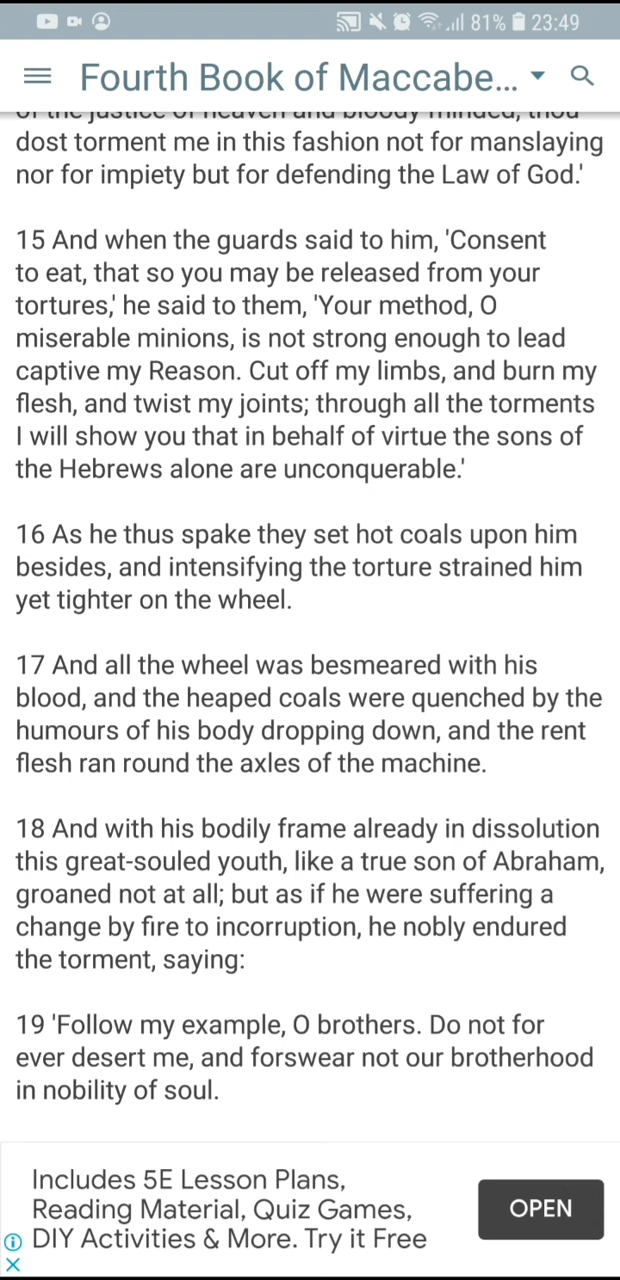 81% 23:49
Fourth Book of Maccabe...
of the justice of heaven and bloody minded, thou
dost torment me in this fashion not for manslaying
nor for impiety but for defending the Law of God.'
15 And when the guards said to him, 'Consent
to eat, that so you may be released from your
tortures,' he said to them, 'Your method, O
miserable minions, is not strong enough to lead
captive my Reason. Cut off my limbs, and burn my
flesh, and twist my joints; through all the torments
I will show you that in behalf of virtue the sons of
the Hebrews alone are unconquerable.'
16 As he thus spake they set hot coals upon him
besides, and intensifying the torture strained him
yet tighter on the wheel.
17 And all the wheel was besmeared with his
blood, and the heaped coals were quenched by the
humours of his body dropping down, and the rent
flesh ran round the axles of the machine.
18 And with his bodily frame already in dissolution
this great-souled youth, like a true son of Abraham,
groaned not at all; but as if he were suffering a
change by fire to incorruption, he nobly endured
the torment, saying:
19 'Follow my example, O brothers. Do not for
ever desert me, and forswear not our brotherhood
in nobility of soul.
Includes 5E Lesson Plans,
Reading Material, Quiz Games,
DIY Activities & More. Try it Free
OPEN